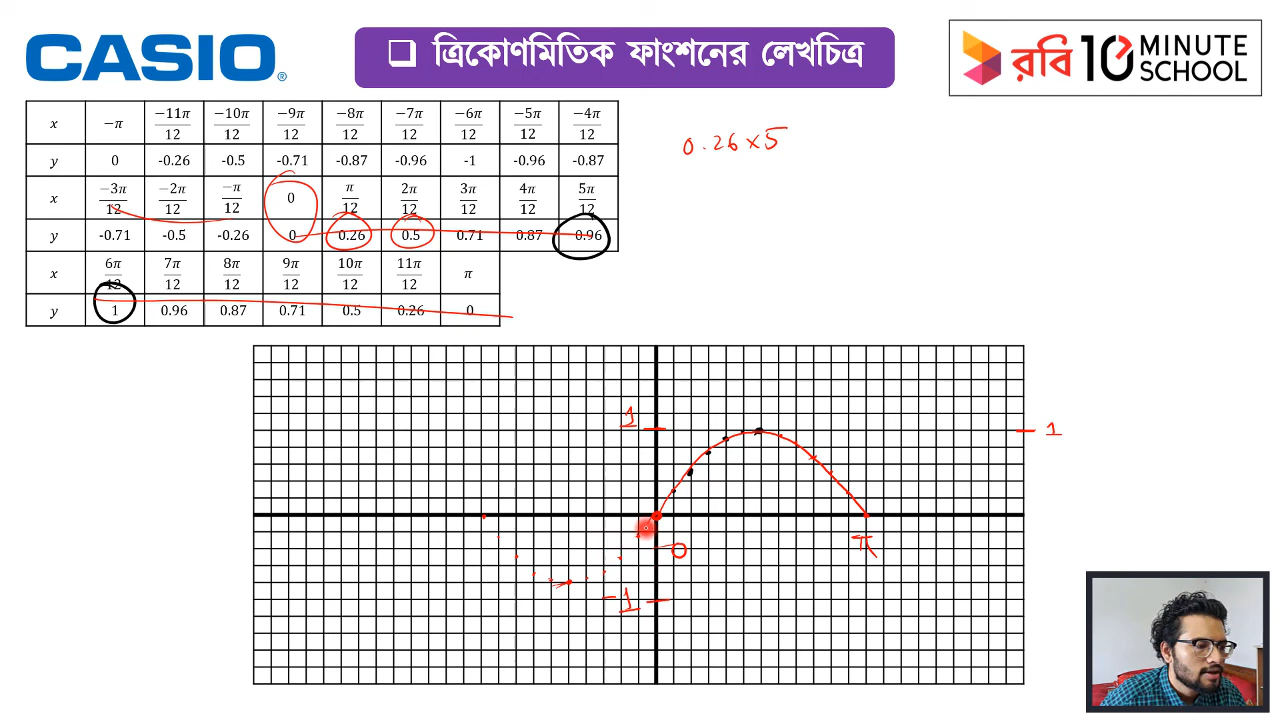 CASIO®
❑ ত্রিকোণমিতিক ফাংশনের লেখচিত্র
রবি 10 MINUTE SCHOOL
x −π −11π/12 −10π/12 −9π/12 −8π/12 −7π/12 −6π/12 −5π/12 −4π/12
y 0 -0.26 -0.5 -0.71 -0.87 -0.96 -1 -0.96 -0.87
x −3π/12 −2π/12 −π/12 0 π/12 2π/12 3π/12 4π/12 5π/12
y -0.71 -0.5 -0.26 0 0.26 0.5 0.71 0.87 0.96
x 6π/12 7π/12 8π/12 9π/12 10π/12 11π/12 π
y 1 0.96 0.87 0.71 0.5 0.26 0
0.26×5
1
1
0
π
-1